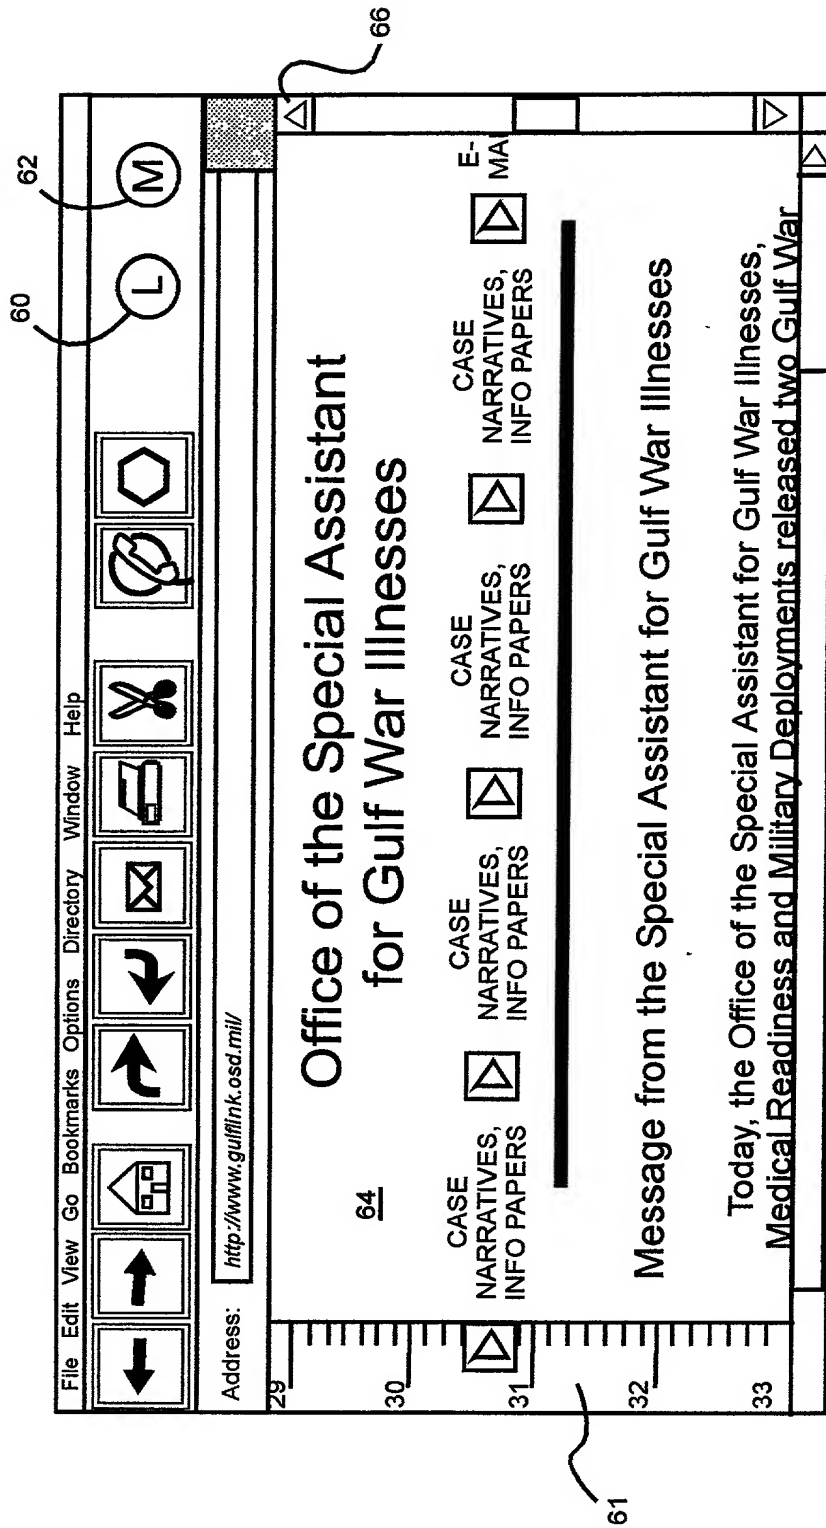 60
62
File Edit View Go Bookmarks Options Directory Window Help
L
M
Address:
http://www.gulflink.osd.mil/
66
29
30
31
32
33
61
64
Office of the Special Assistant
for Gulf War Illnesses
CASE
NARRATIVES,
INFO PAPERS
CASE
NARRATIVES,
INFO PAPERS
CASE
NARRATIVES,
INFO PAPERS
CASE
NARRATIVES,
INFO PAPERS
E-
MAI
Message from the Special Assistant for Gulf War Illnesses
Today, the Office of the Special Assistant for Gulf War Illnesses,
Medical Readiness and Military Deployments released two Gulf War